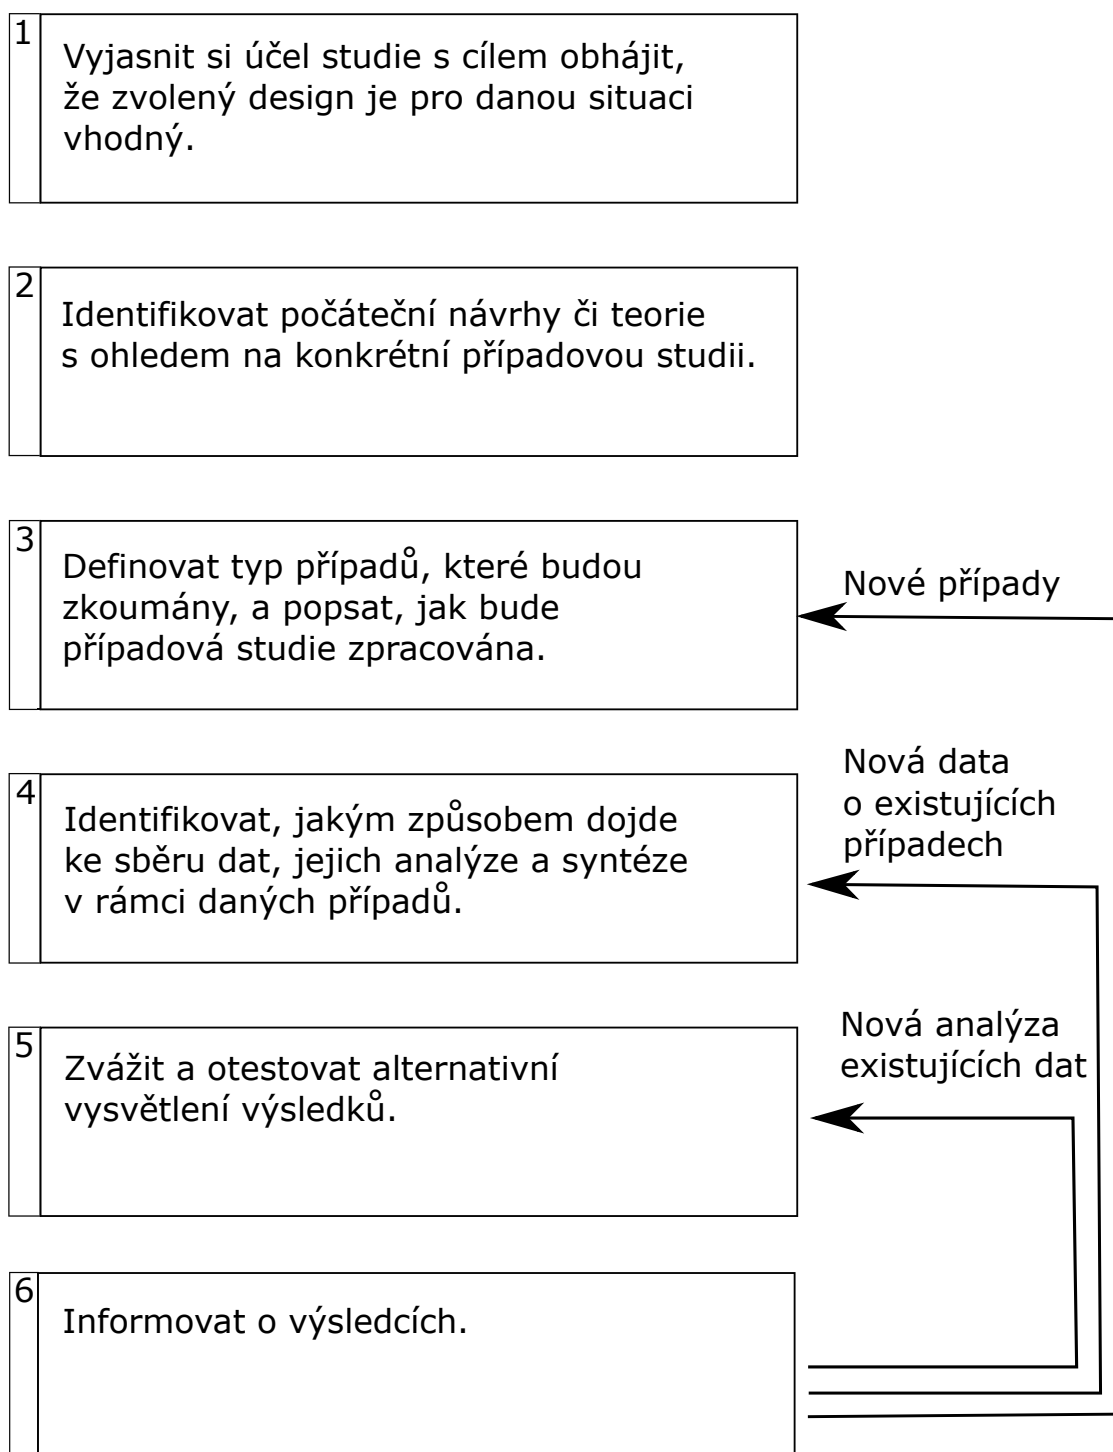 1
Vyjasnit si účel studie s cílem obhájit,
že zvolený design je pro danou situaci
vhodný.
2
Identifikovat počáteční návrhy či teorie
s ohledem na konkrétní případovou studii.
3
Definovat typ případů, které budou
zkoumány, a popsat, jak bude
případová studie zpracována.
Nové případy
4
Identifikovat, jakým způsobem dojde
ke sběru dat, jejich analýze a syntéze
v rámci daných případů.
Nová data
o existujících
případech
5
Zvážit a otestovat alternativní
vysvětlení výsledků.
Nová analýza
existujících dat
6
Informovat o výsledcích.